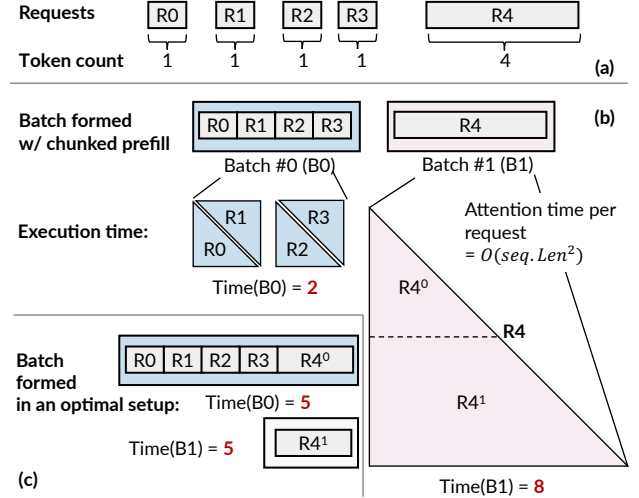 Requests
R0 R1 R2 R3 R4
Token count
1 1 1 1 4
(a)
Batch formed
w/ chunked prefill
R0 R1 R2 R3
R4
(b)
Batch #0 (B0)
Batch #1 (B1)
Execution time:
R1
R0
R3
R2
Time(B0) = 2
Attention time per
request
= O(seq.Len²)
R4⁰
R4
R4¹
Time(B1) = 8
Batch
formed
in an optimal setup:
R0 R1 R2 R3 R4⁰
Time(B0) = 5
Time(B1) = 5
R4¹
(c)